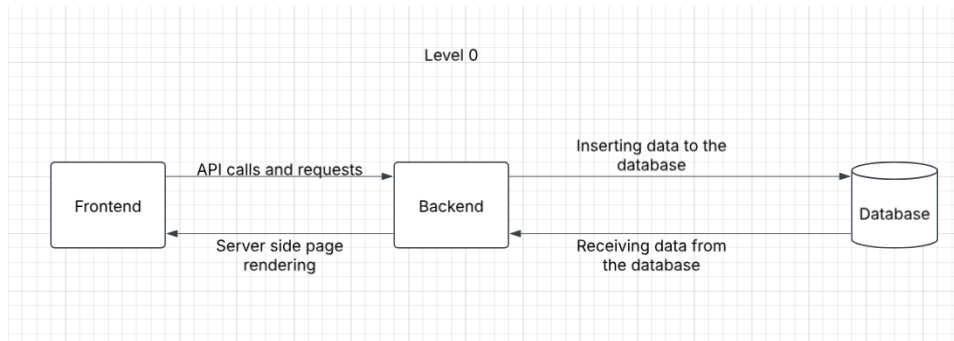 Level 0
Inserting data to the
database
API calls and requests
Frontend
Backend
Database
Server side page
rendering
Receiving data from
the database